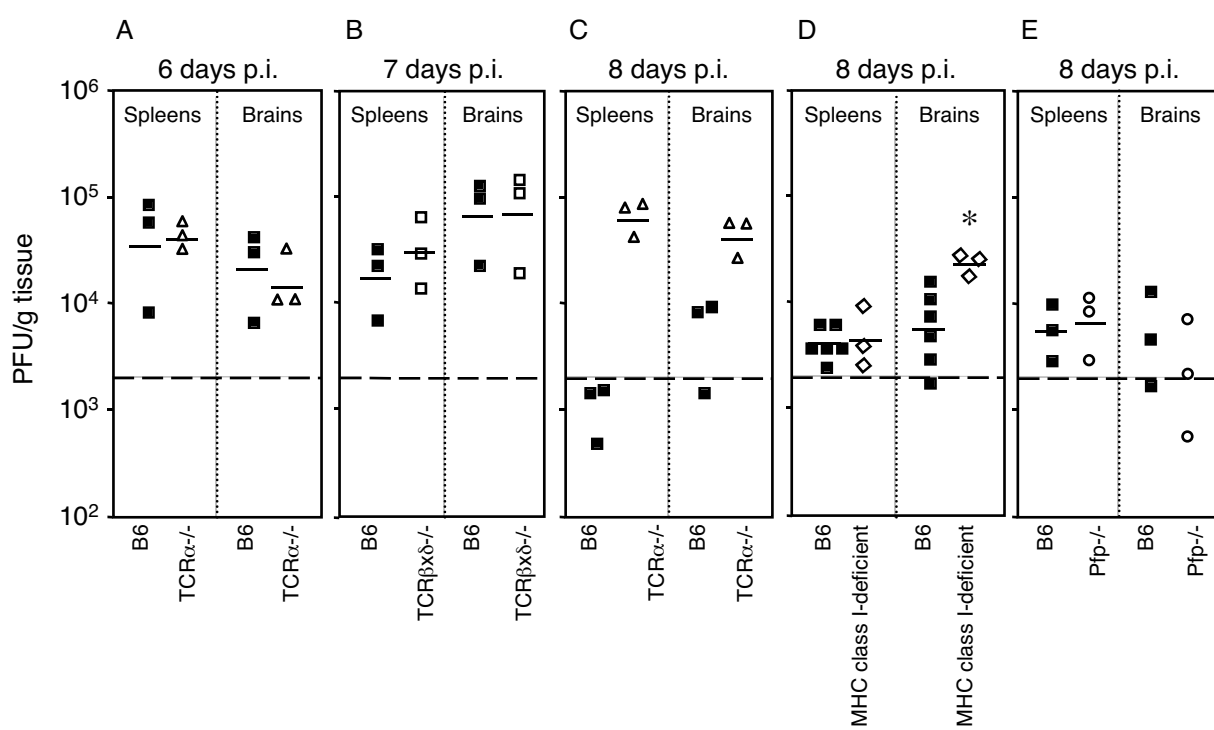 A B C D E
6 days p.i. 7 days p.i. 8 days p.i. 8 days p.i. 8 days p.i.
Spleens Brains Spleens Brains Spleens Brains Spleens Brains Spleens Brains
10⁶
10⁵
10⁴
10³
10²
PFU/g tissue
*
B6
TCRα-/-
B6
TCRα-/-
B6
TCRβxδ-/-
B6
TCRβxδ-/-
B6
TCRα-/-
B6
TCRα-/-
B6
MHC class I-deficient
B6
MHC class I-deficient
B6
Pfp-/-
B6
Pfp-/-